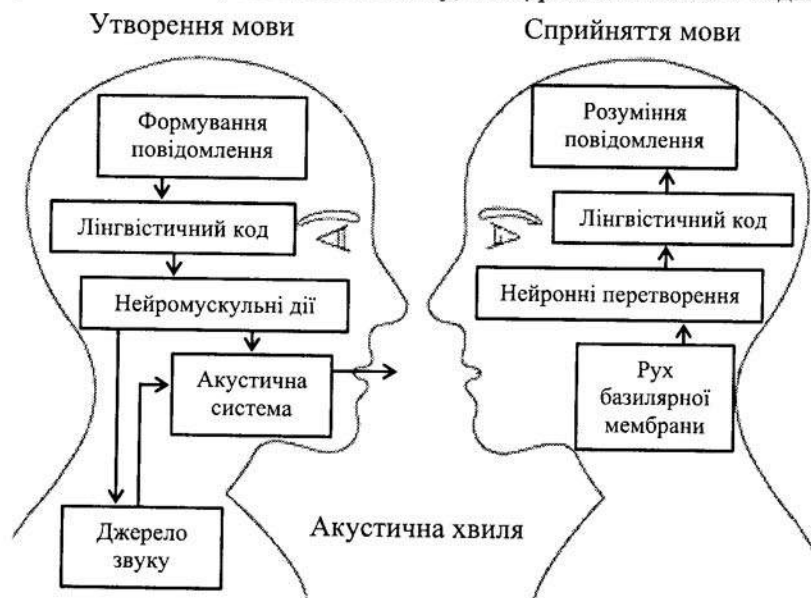 Утворення мови
Формування
повідомлення
Лінгвістичний код
Нейромускульні дії
Акустична
система
Джерело
звуку
Сприйняття мови
Розуміння
повідомлення
Лінгвістичний код
Нейронні перетворення
Рух
базилярної
мембрани
Акустична хвиля